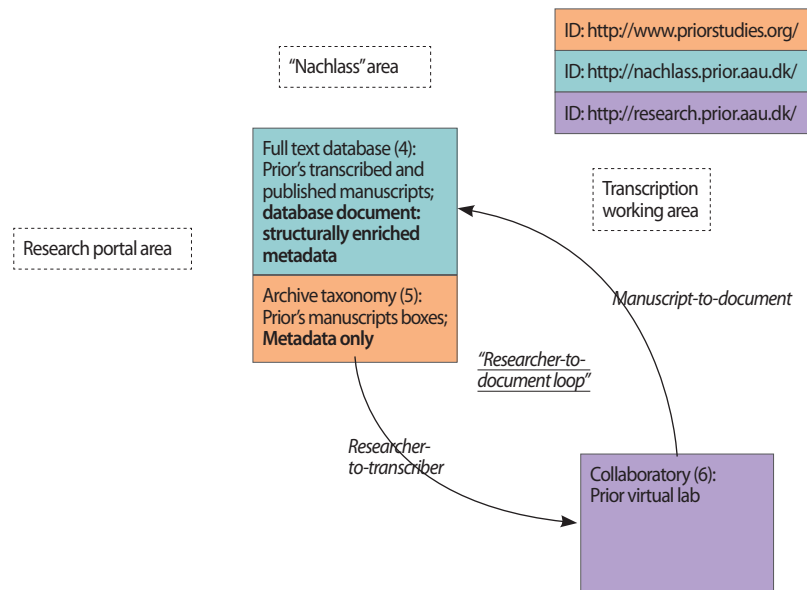 ID: http://www.priorstudies.org/
“Nachlass” area
ID: http://nachlass.prior.aau.dk/
ID: http://research.prior.aau.dk/
Full text database (4):
Prior’s transcribed and
published manuscripts;
database document:
structurally enriched
metadata
Transcription
working area
Research portal area
Archive taxonomy (5):
Prior’s manuscripts boxes;
Metadata only
Manuscript-to-document
“Researcher-to-
document loop”
Researcher-
to-transcriber
Collaboratory (6):
Prior virtual lab